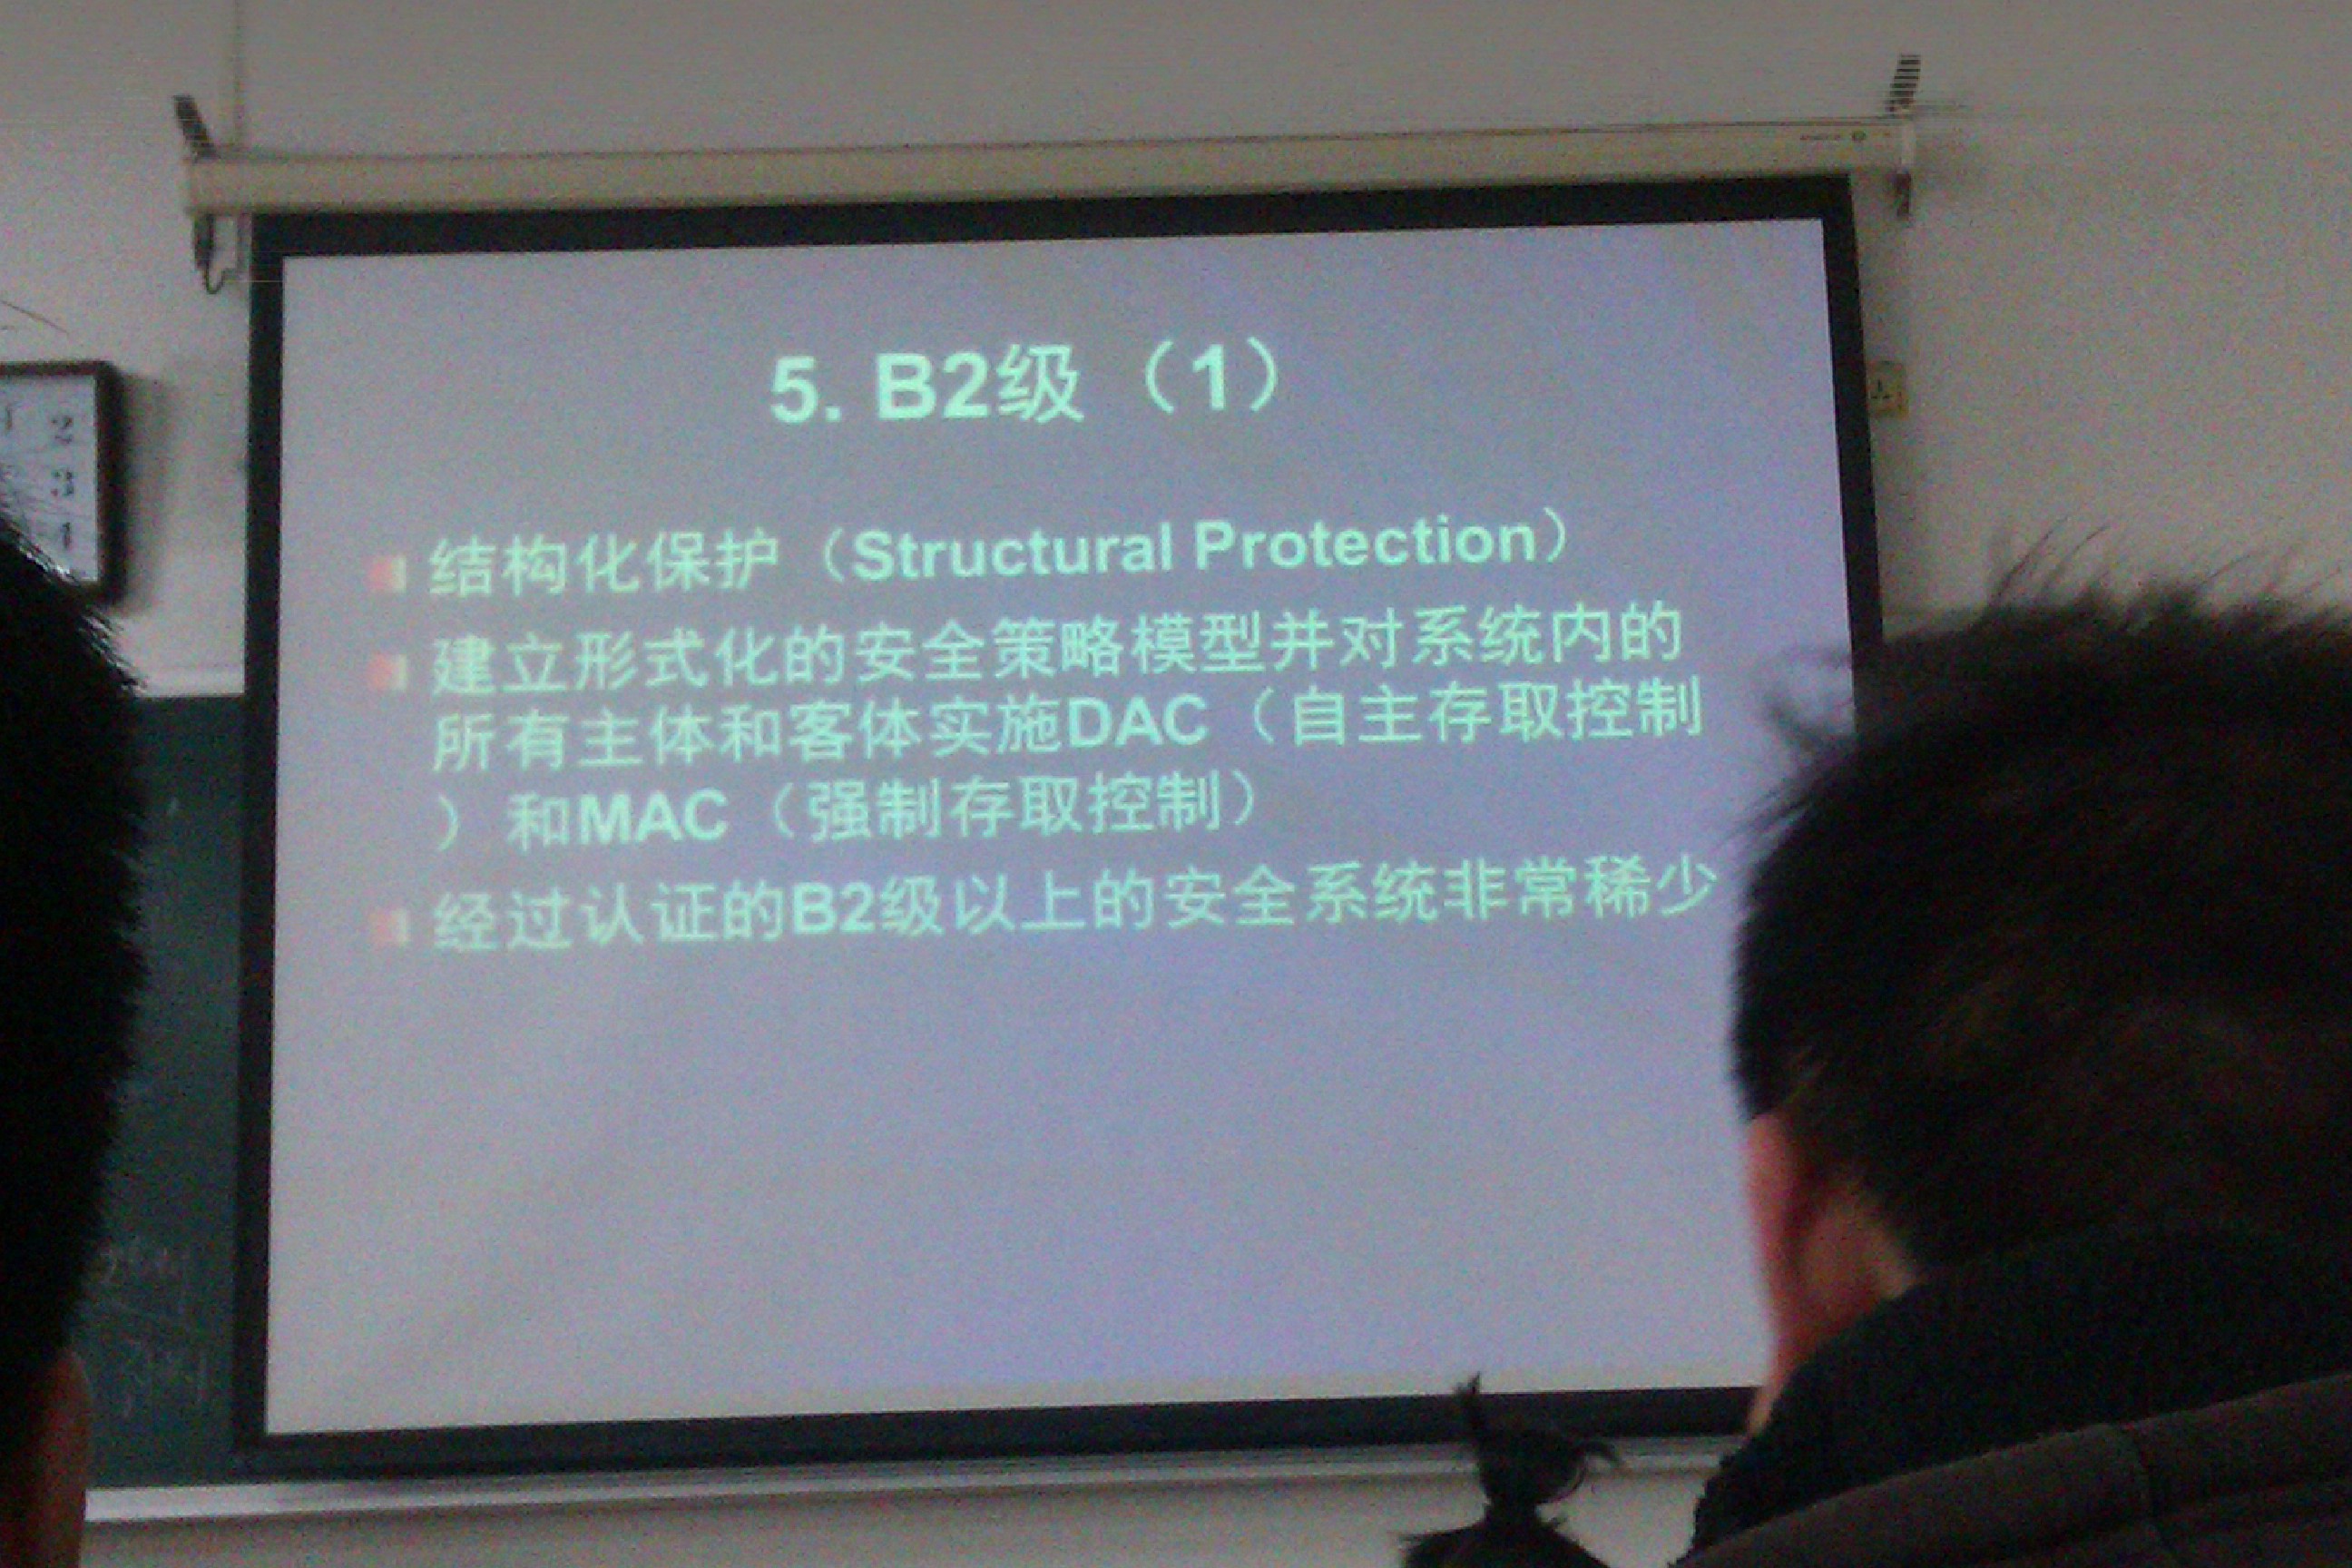 5. B2级（1）
结构化保护（Structural Protection）
建立形式化的安全策略模型并对系统内的
所有主体和客体实施DAC（自主存取控制
）和MAC（强制存取控制）
经过认证的B2级以上的安全系统非常稀少
2
3